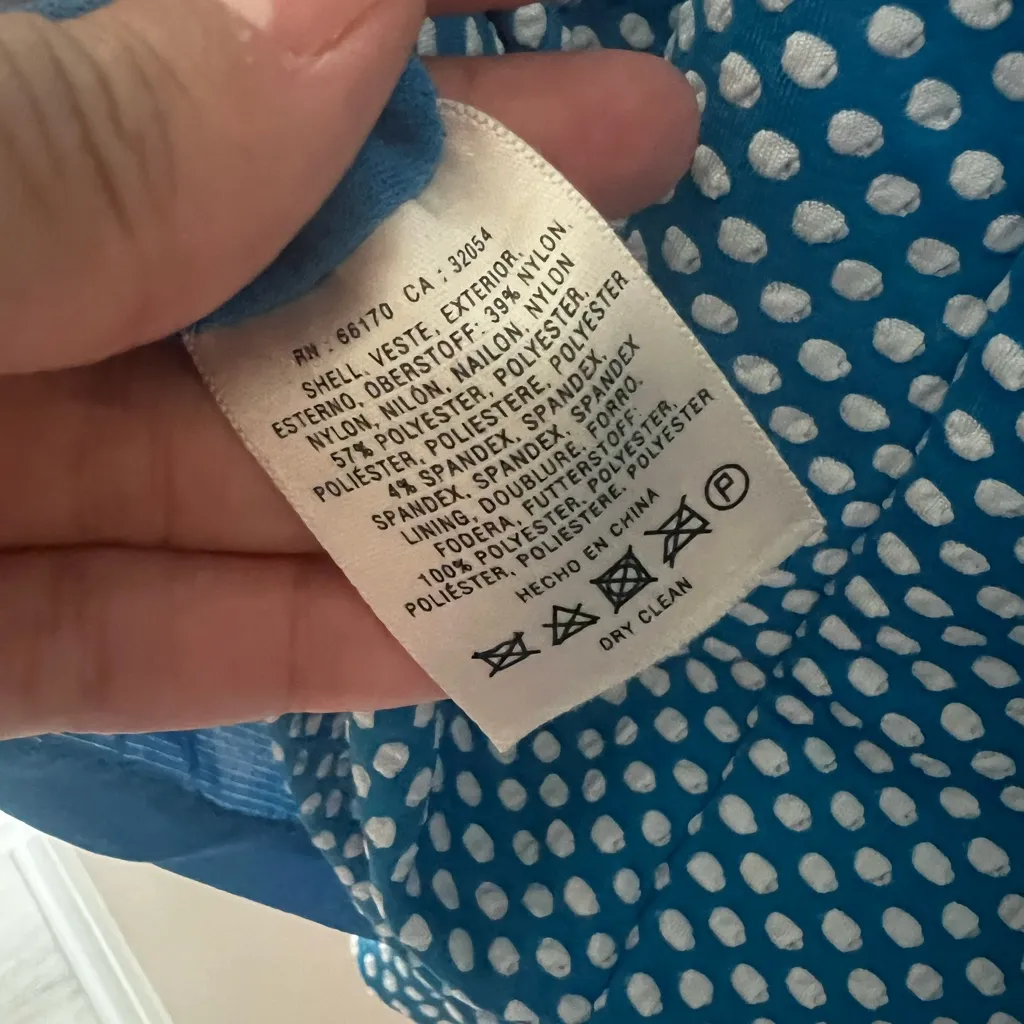 RN : 66170 CA : 32054
SHELL, VESTE, EXTERIOR,
ESTERNO, OBERSTOFF: 39% NYLON,
NYLON, NILÓN, NAILON, NYLON
57% POLYESTER, POLYESTER,
POLIÉSTER, POLIESTERE, POLYESTER
4% SPANDEX, SPANDEX,
SPANDEX, SPANDEX, SPANDEX
LINING, DOUBLURE, FORRO,
FODERA, FUTTERSTOFF:
100% POLYESTER, POLYESTER,
POLIÉSTER, POLIESTERE, POLYESTER
HECHO EN CHINA
P
DRY CLEAN